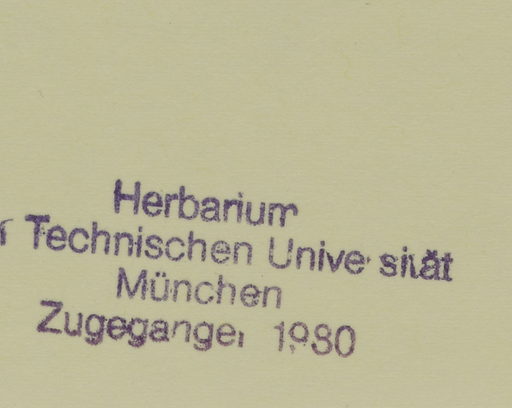 Herbarium
r Technischen Universität
München
Zugegangen 1980